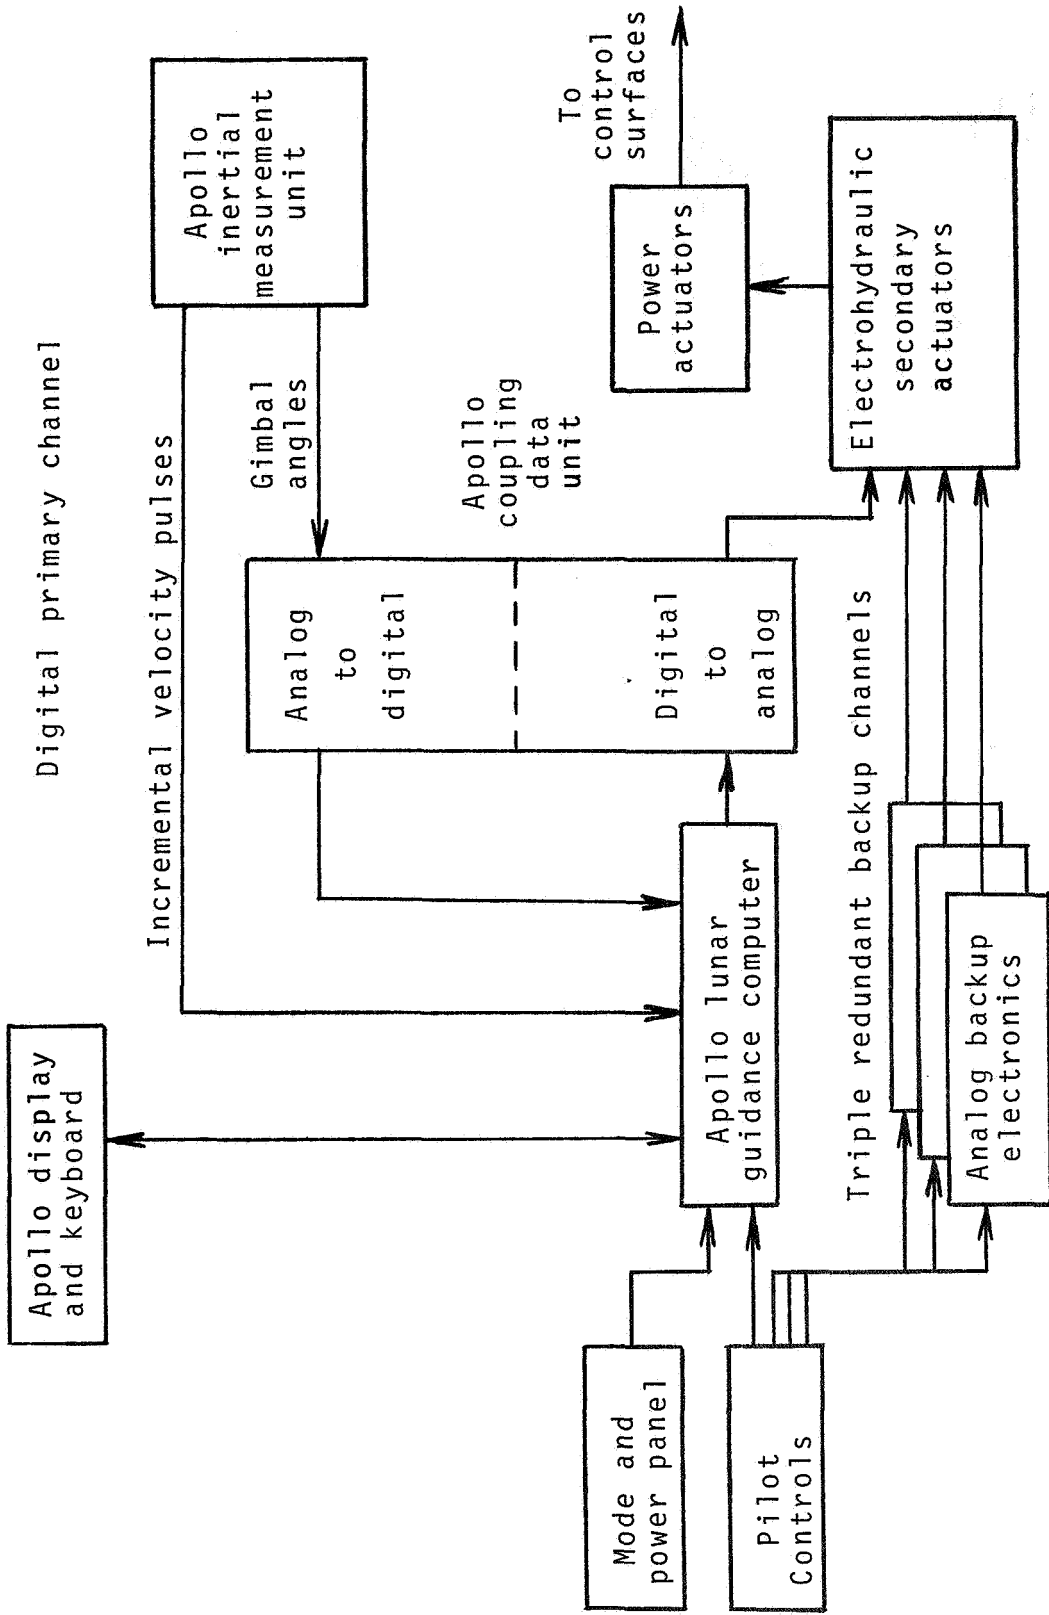 Digital primary channel
Apollo display
and keyboard
Incremental velocity pulses
Apollo
inertial
measurement
unit
Gimbal
angles
Analog
to
digital
Apollo
coupling
data
unit
Digital
to
analog
To
control
surfaces
Mode and
power panel
Apollo lunar
guidance computer
Power
actuators
Pilot
Controls
Triple redundant backup channels
Analog backup
electronics
Electrohydraulic
secondary
actuators